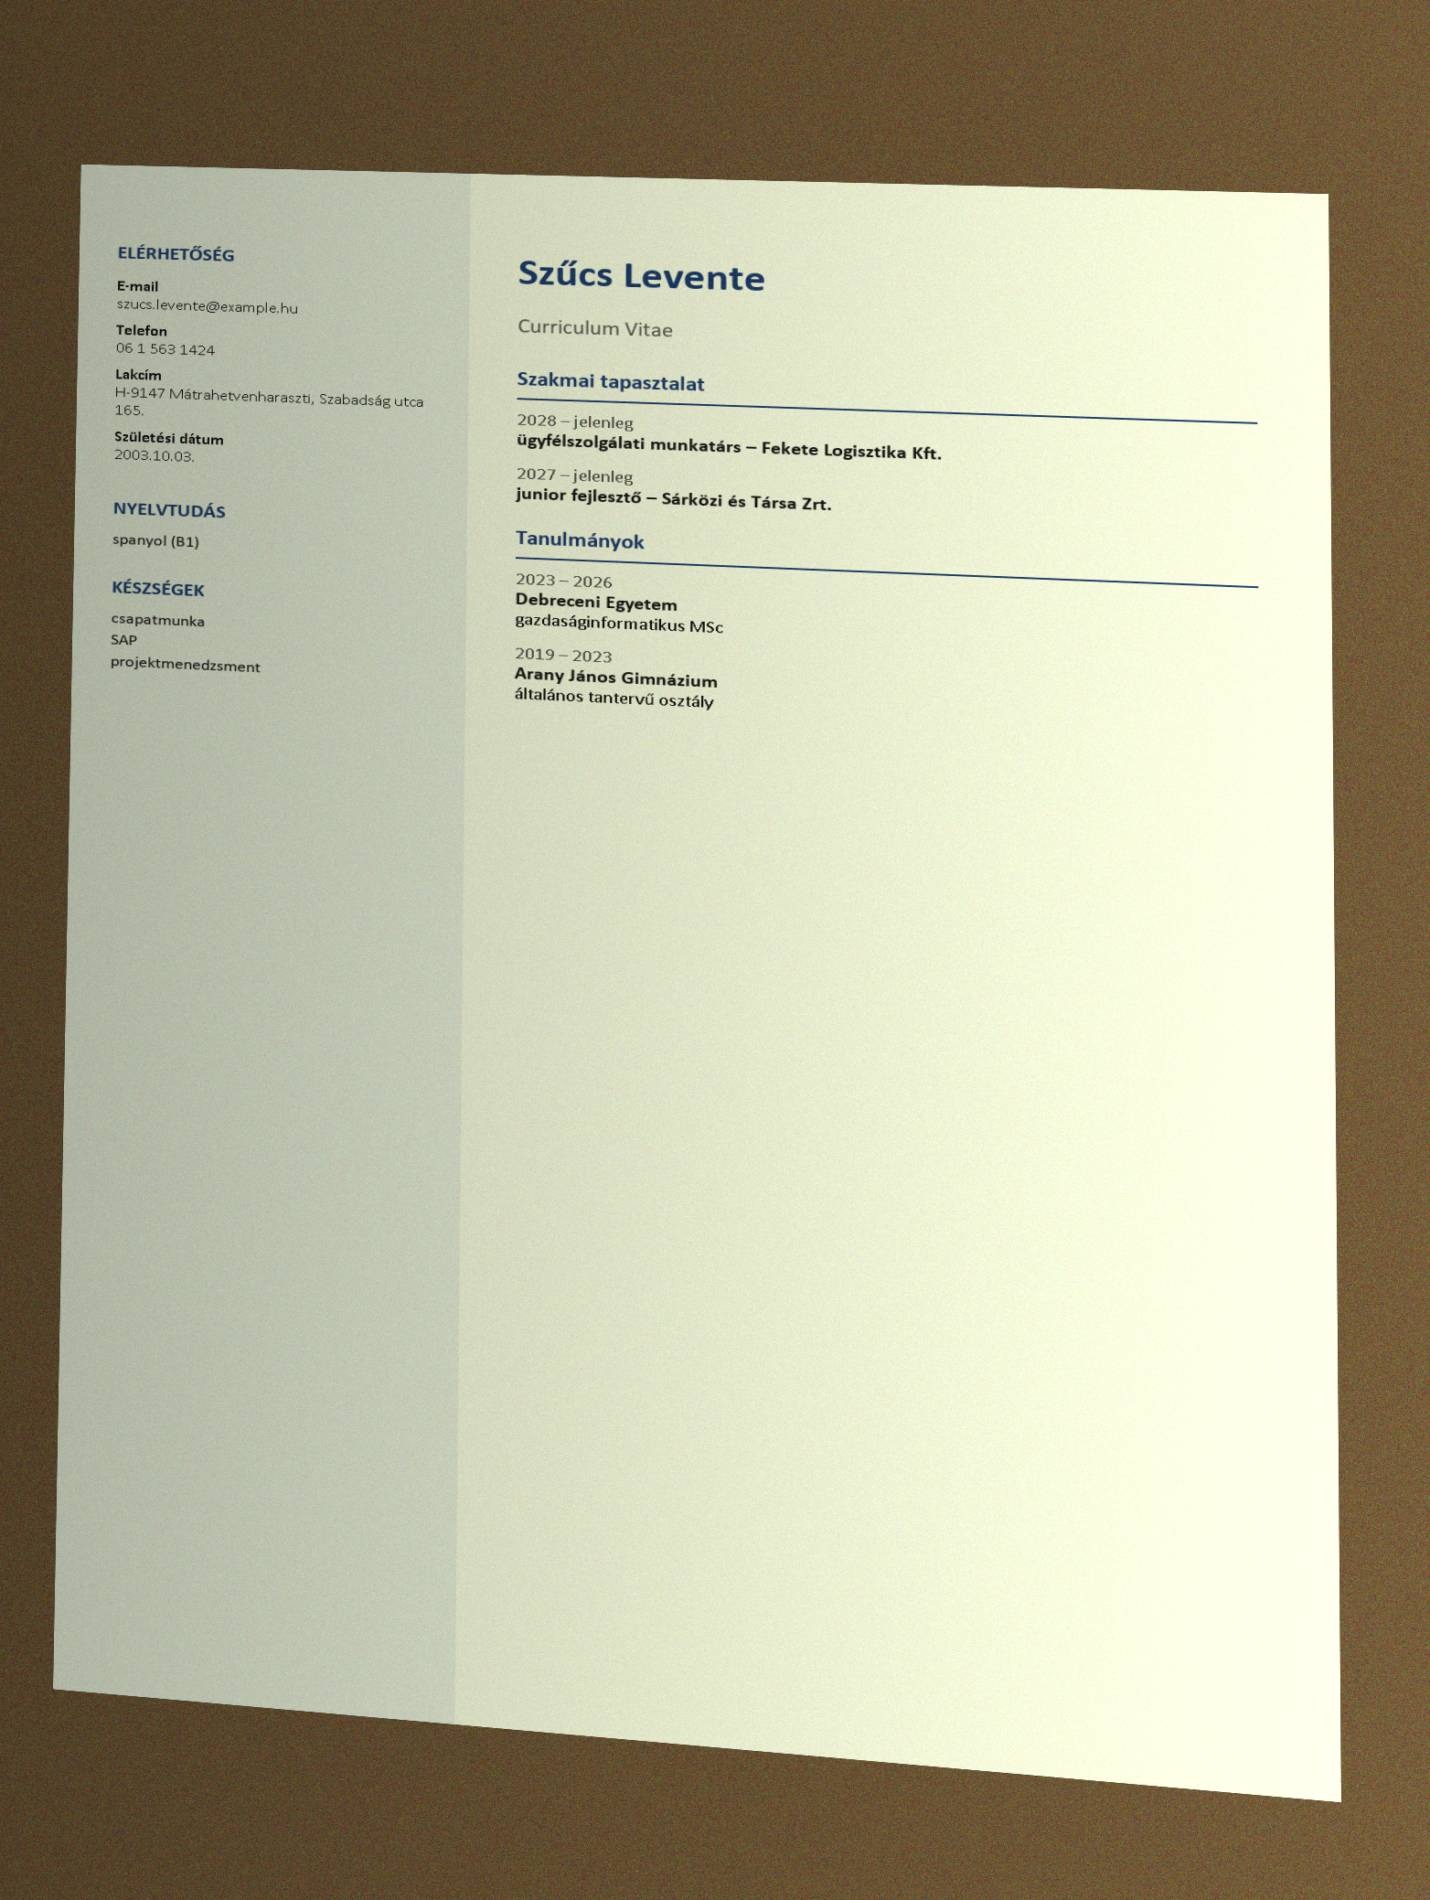 ELÉRHETŐSÉG
E-mail
szucs.levente@example.hu
Telefon
06 1 563 1424
Lakcím
H-9147 Mátrahetvenharaszti, Szabadság utca
165.
Születési dátum
2003.10.03.
NYELVTUDÁS
spanyol (B1)
KÉSZSÉGEK
csapatmunka
SAP
projektmenedzsment
Szűcs Levente
Curriculum Vitae
Szakmai tapasztalat
2028 – jelenleg
ügyfélszolgálati munkatárs – Fekete Logisztika Kft.
2027 – jelenleg
junior fejlesztő – Sárközi és Társa Zrt.
Tanulmányok
2023 – 2026
Debreceni Egyetem
gazdaságinformatikus MSc
2019 – 2023
Arany János Gimnázium
általános tantervű osztály